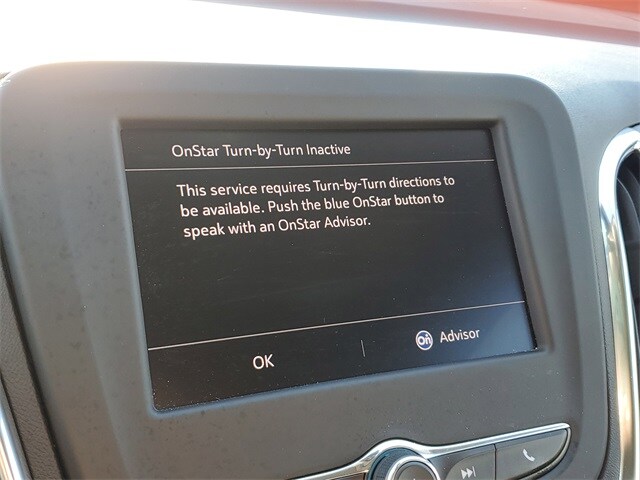 OnStar Turn-by-Turn Inactive
This service requires Turn-by-Turn directions to
be available. Push the blue OnStar button to
speak with an OnStar Advisor.
OK
On Advisor